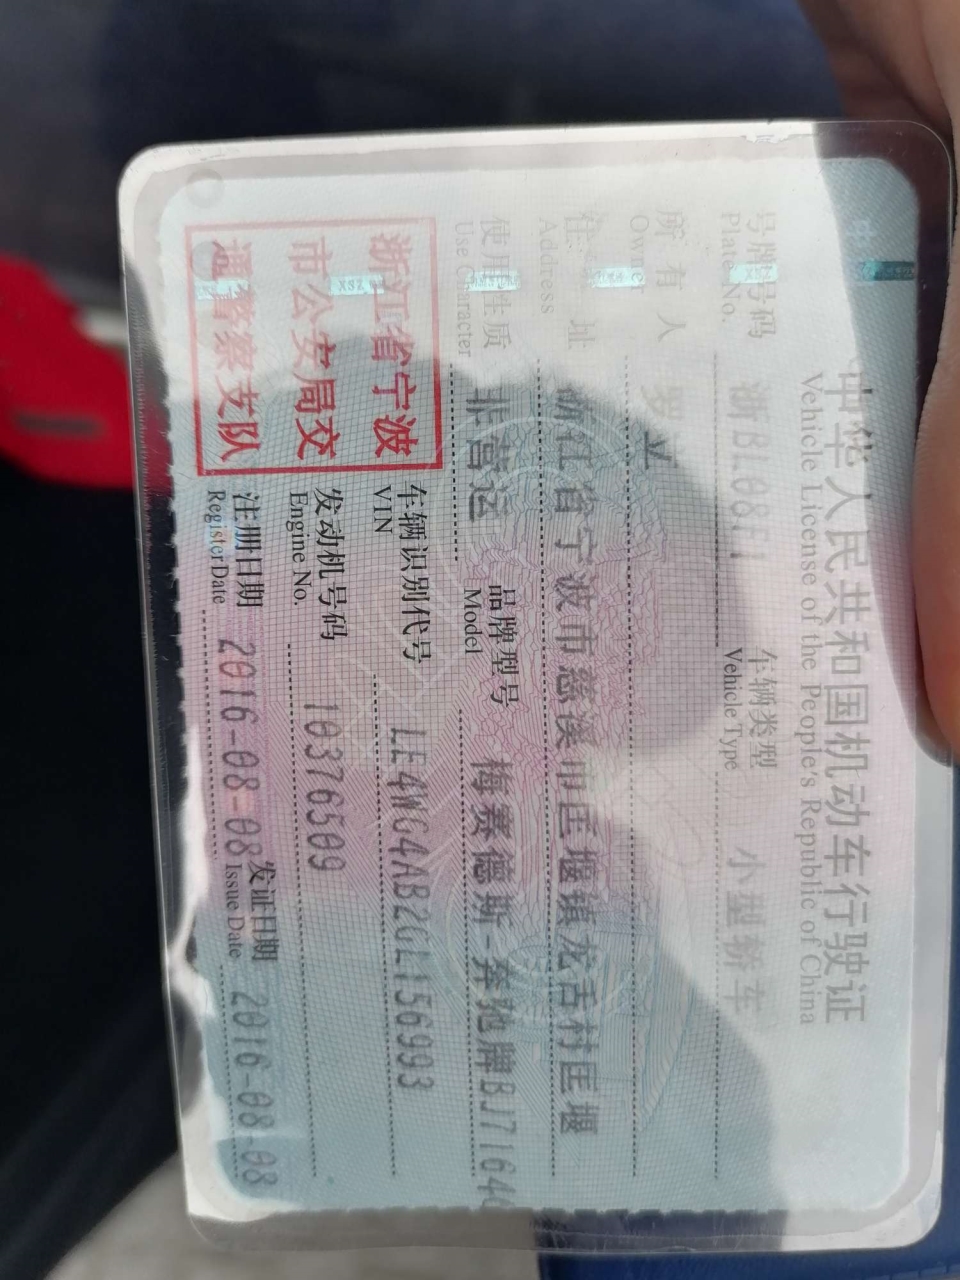 中华人民共和国机动车行驶证
Vehicle License of the People's Republic of China
号牌号码 浙BL081 车辆类型 小型轿车
Plate No. Vehicle Type
所有人 罗立
Owner
住址 浙江省宁波市慈溪市匡堰镇龙舌村匡堰
Address
使用性质 非营运 品牌型号 梅赛德斯-奔驰牌BJ7164
Use Character Model
浙江省宁波
市公安局交
通警察支队
车辆识别代号 LE4WG4AB2GL156993
VIN
发动机号码 10376509
Engine No.
注册日期 2016-08-08 发证日期 2016-08-08
Register Date Issue Date